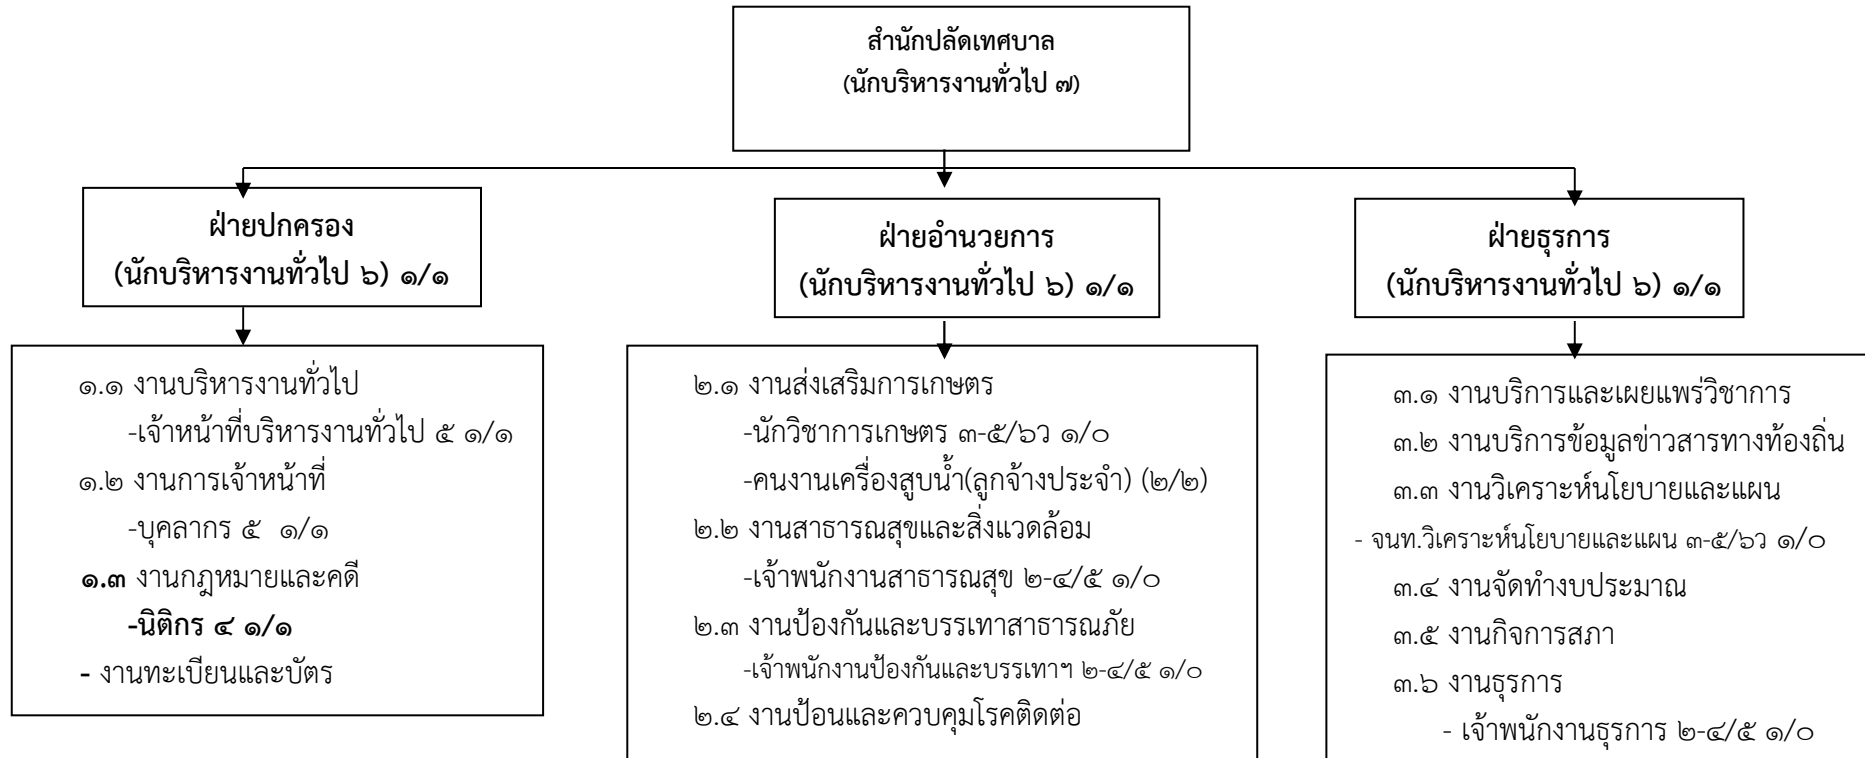 สำนักปลัดเทศบาล
(นักบริหารงานทั่วไป ๗)
ฝ่ายปกครอง
(นักบริหารงานทั่วไป ๖) ๑/๑
ฝ่ายอำนวยการ
(นักบริหารงานทั่วไป ๖) ๑/๑
ฝ่ายธุรการ
(นักบริหารงานทั่วไป ๖) ๑/๑
๑.๑ งานบริหารงานทั่วไป
-เจ้าหน้าที่บริหารงานทั่วไป ๕ ๑/๑
๑.๒ งานการเจ้าหน้าที่
-บุคลากร ๕ ๑/๑
๑.๓ งานกฎหมายและคดี
-นิติกร ๔ ๑/๑
- งานทะเบียนและบัตร
๒.๑ งานส่งเสริมการเกษตร
-นักวิชาการเกษตร ๓-๕/๖ว ๑/๐
-คนงานเครื่องสูบน้ำ(ลูกจ้างประจำ) (๒/๒)
๒.๒ งานสาธารณสุขและสิ่งแวดล้อม
-เจ้าพนักงานสาธารณสุข ๒-๔/๕ ๑/๐
๒.๓ งานป้องกันและบรรเทาสาธารณภัย
-เจ้าพนักงานป้องกันและบรรเทาฯ ๒-๔/๕ ๑/๐
๒.๔ งานป้อนและควบคุมโรคติดต่อ
๓.๑ งานบริการและเผยแพร่วิชาการ
๓.๒ งานบริการข้อมูลข่าวสารทางท้องถิ่น
๓.๓ งานวิเคราะห์นโยบายและแผน
- จนท.วิเคราะห์นโยบายและแผน ๓-๕/๖ว ๑/๐
๓.๔ งานจัดทำงบประมาณ
๓.๕ งานกิจการสภา
๓.๖ งานธุรการ
- เจ้าพนักงานธุรการ ๒-๔/๕ ๑/๐